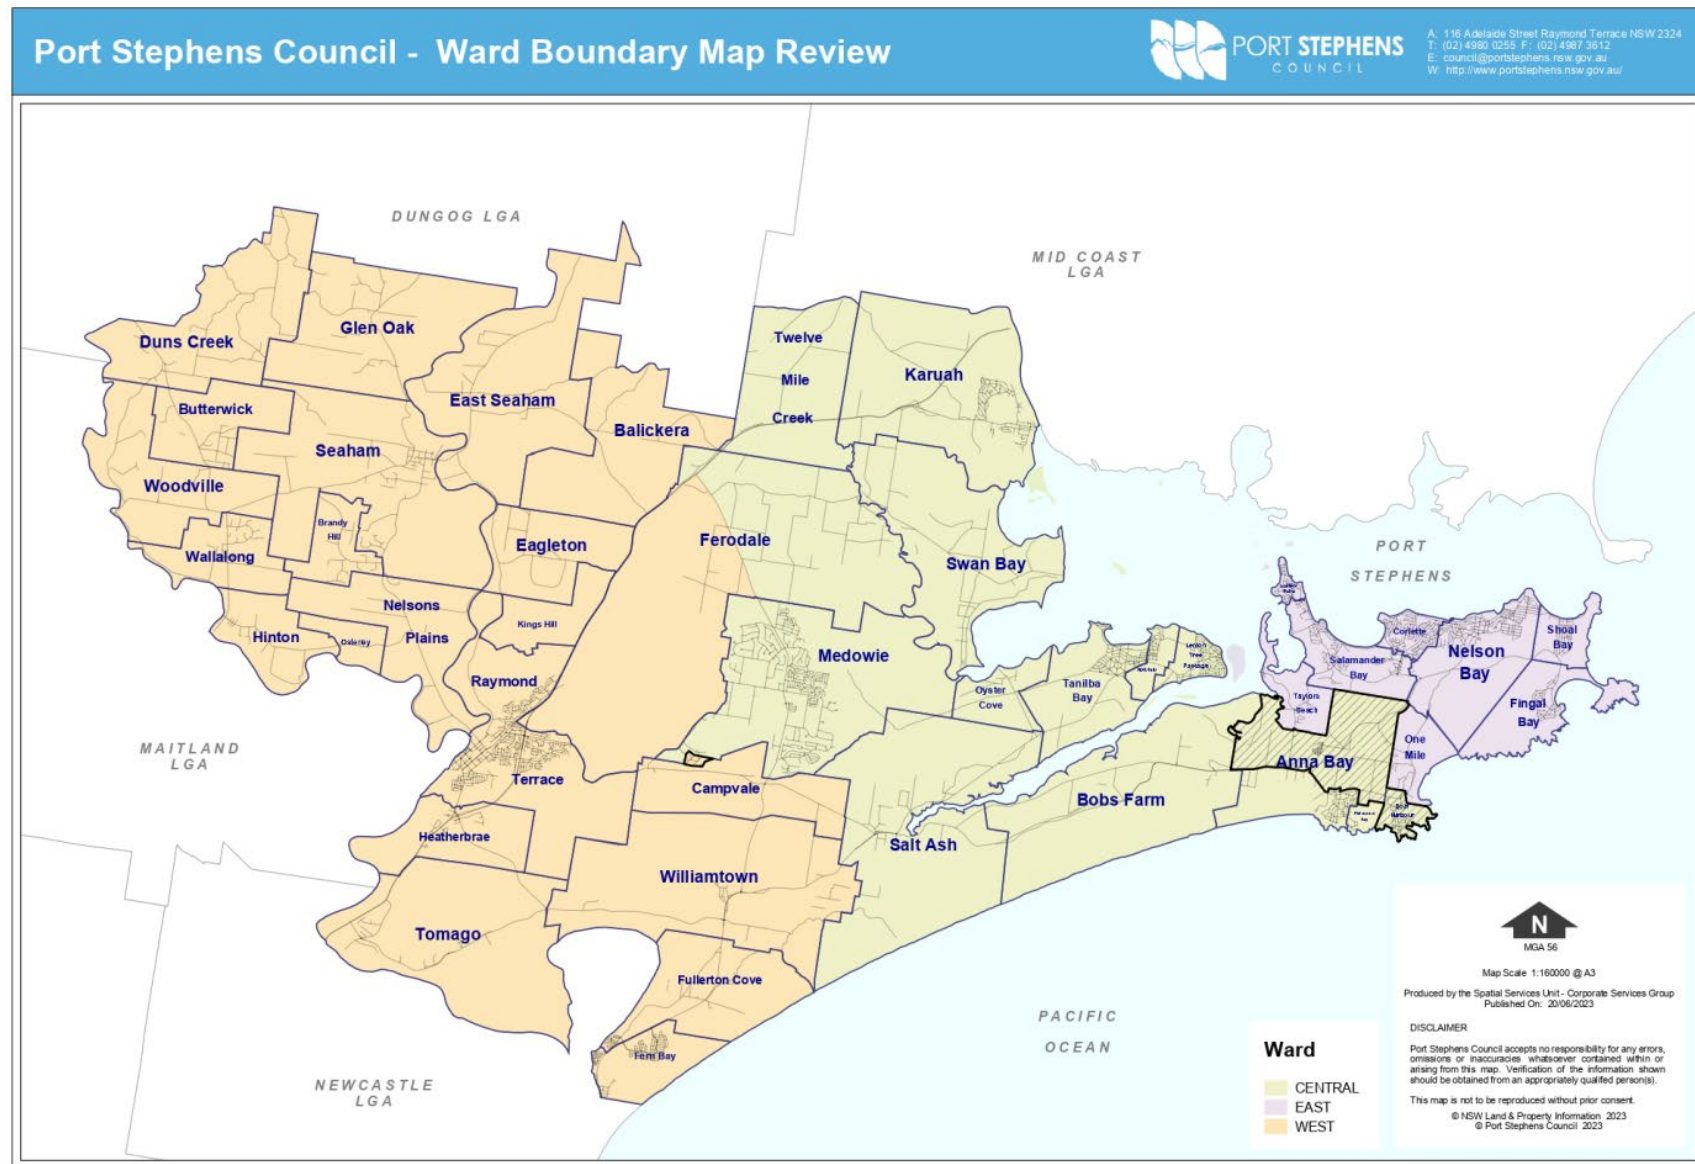 Port Stephens Council - Ward Boundary Map Review
PORT STEPHENS
COUNCIL
A: 116 Adelaide Street Raymond Terrace NSW 2324
T: (02) 4980 0255 F: (02) 4987 3612
E: council@portstephens.nsw.gov.au
W: http://www.portstephens.nsw.gov.au/
DUNGOG LGA
MID COAST
LGA
Duns Creek
Glen Oak
Twelve
Mile
Creek
Karuah
Butterwick
East Seaham
Balickera
Seaham
Woodville
Brandy
Hill
Wallalong
Eagleton
Ferodale
Swan Bay
PORT
STEPHENS
Nelsons
Plains
Hinton
Kings Hill
Medowie
Corlette
Shoal
Bay
Nelson
Bay
Salamander
Bay
Lemon
Tree
Passage
Raymond
Terrace
Oyster
Cove
Tanilba
Bay
Taylors
Beach
Fingal
Bay
One
Mile
MAITLAND
LGA
Anna Bay
Campvale
Bobs Farm
Boat
Harbour
Heatherbrae
Salt Ash
Williamtown
Tomago
Fullerton Cove
Fern Bay
NEWCASTLE
LGA
PACIFIC
OCEAN
Ward
CENTRAL
EAST
WEST
N
MGA 56
Map Scale 1:160000 @ A3
Produced by the Spatial Services Unit - Corporate Services Group
Published On: 20/06/2023
DISCLAIMER
Port Stephens Council accepts no responsibility for any errors,
omissions or inaccuracies whatsoever contained within or
arising from this map. Verification of the information shown
should be obtained from an appropriately qualifed person(s).
This map is not to be reproduced without prior consent.
© NSW Land & Property Information 2023
© Port Stephens Council 2023